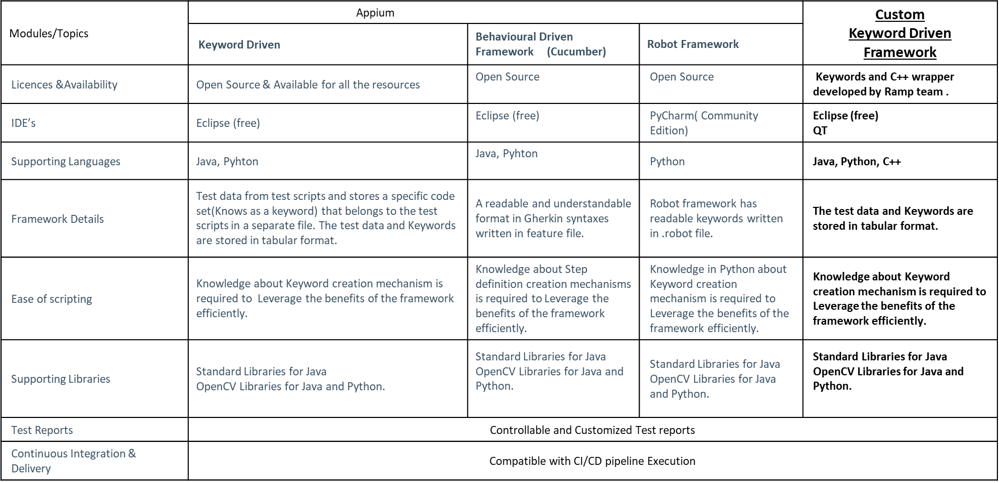 Modules/Topics
Appium
Custom
Keyword Driven
Framework
Keyword Driven
Behavioural Driven
Framework (Cucumber)
Robot Framework
Licences &Availability
Open Source & Available for all the resources
Open Source
Open Source
Keywords and C++ wrapper
developed by Ramp team .
IDE’s
Eclipse (free)
Eclipse (free)
PyCharm( Community
Edition)
Eclipse (free)
QT
Supporting Languages
Java, Pyhton
Java, Pyhton
Python
Java, Python, C++
Framework Details
Test data from test scripts and stores a specific code
set(Knows as a keyword) that belongs to the test
scripts in a separate file. The test data and Keywords
are stored in tabular format.
A readable and understandable
format in Gherkin syntaxes
written in feature file.
Robot framework has
readable keywords written
in .robot file.
The test data and Keywords are
stored in tabular format.
Ease of scripting
Knowledge about Keyword creation mechanism is
required to Leverage the benefits of the framework
efficiently.
Knowledge about Step
definition creation mechanisms
is required to Leverage the
benefits of the framework
efficiently.
Knowledge in Python about
Keyword creation
mechanism is required to
Leverage the benefits of the
framework efficiently.
Knowledge about Keyword
creation mechanism is required to
Leverage the benefits of the
framework efficiently.
Supporting Libraries
Standard Libraries for Java
OpenCV Libraries for Java and Python.
Standard Libraries for Java
OpenCV Libraries for Java and
Python.
Standard Libraries for Java
OpenCV Libraries for Java
and Python.
Standard Libraries for Java
OpenCV Libraries for Java and
Python.
Test Reports
Controllable and Customized Test reports
Continuous Integration &
Delivery
Compatible with CI/CD pipeline Execution